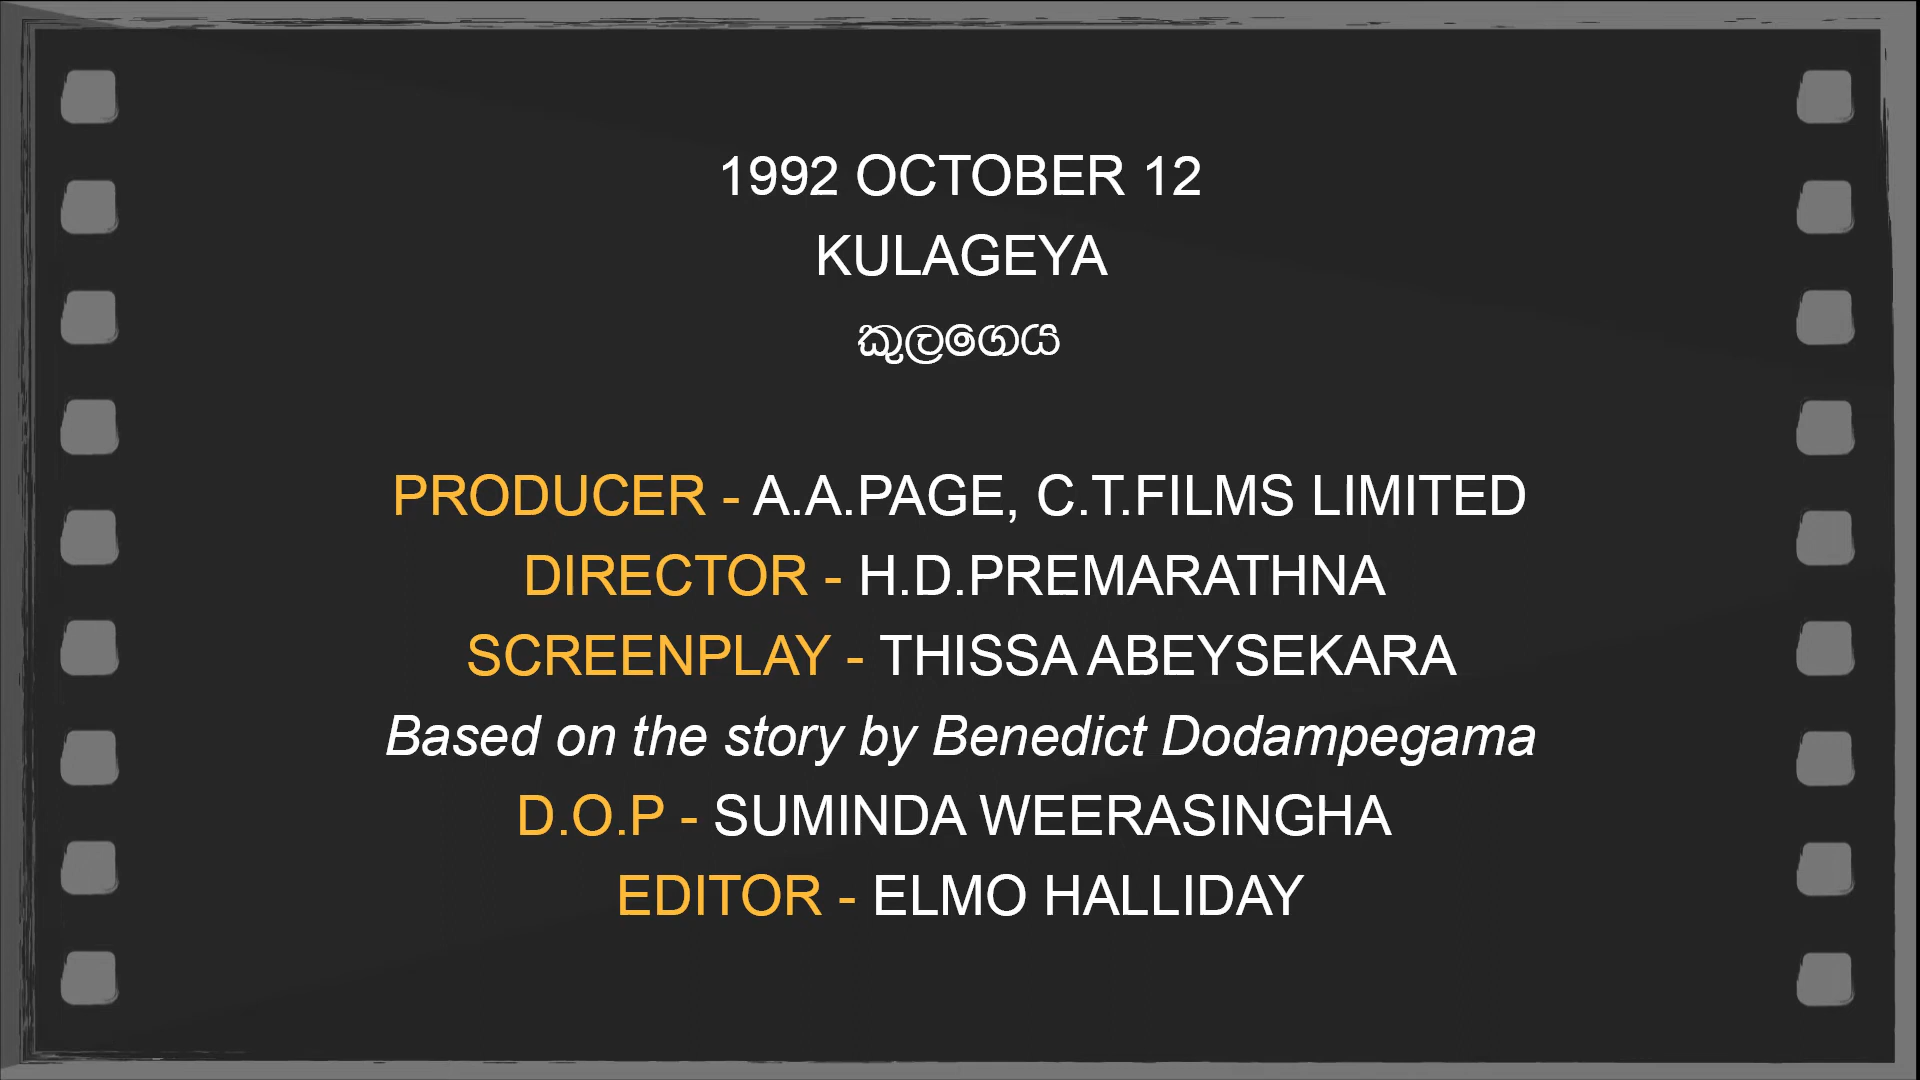 1992 OCTOBER 12
KULAGEYA
කුලගෙය
PRODUCER - A.A.PAGE, C.T.FILMS LIMITED
DIRECTOR - H.D.PREMARATHNA
SCREENPLAY - THISSA ABEYSEKARA
Based on the story by Benedict Dodampegama
D.O.P - SUMINDA WEERASINGHA
EDITOR - ELMO HALLIDAY